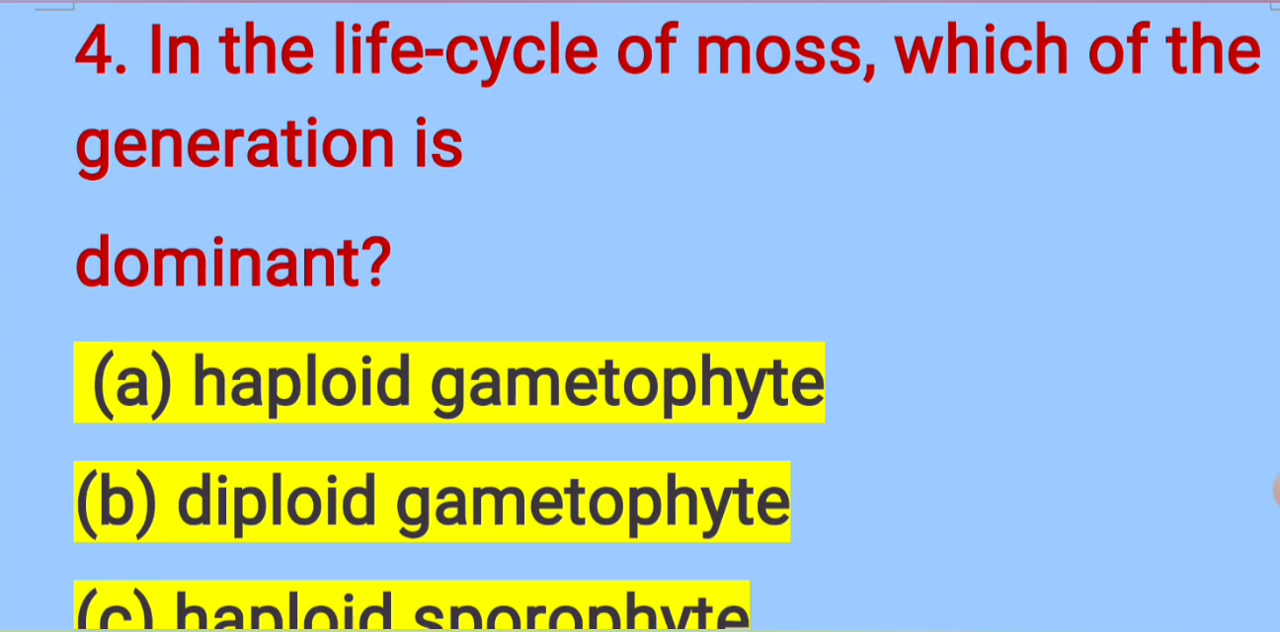 4. In the life-cycle of moss, which of the
generation is
dominant?
(a) haploid gametophyte
(b) diploid gametophyte
(c) haploid sporophyte